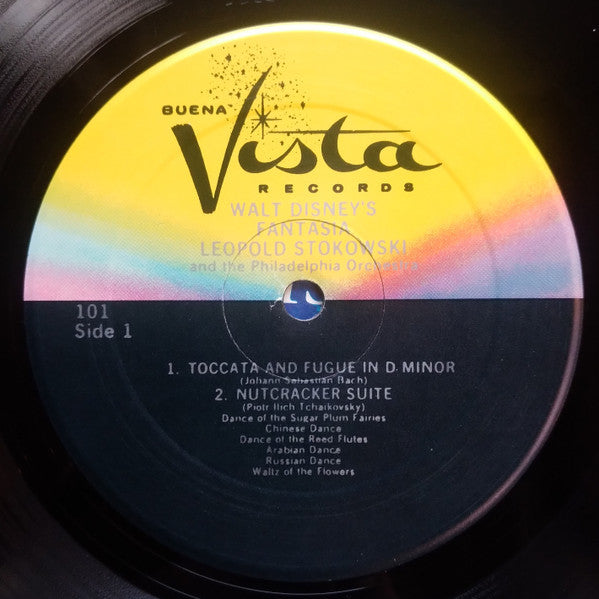 BUENA
Vista
RECORDS
WALT DISNEY'S
FANTASIA
LEOPOLD STOKOWSKI
and the Philadelphia Orchestra
101
Side 1
1. TOCCATA AND FUGUE IN D MINOR
(Johann Sebastian Bach)
2. NUTCRACKER SUITE
(Piotr Ilich Tchaikovsky)
Dance of the Sugar Plum Fairies
Chinese Dance
Dance of the Reed Flutes
Arabian Dance
Russian Dance
Waltz of the Flowers